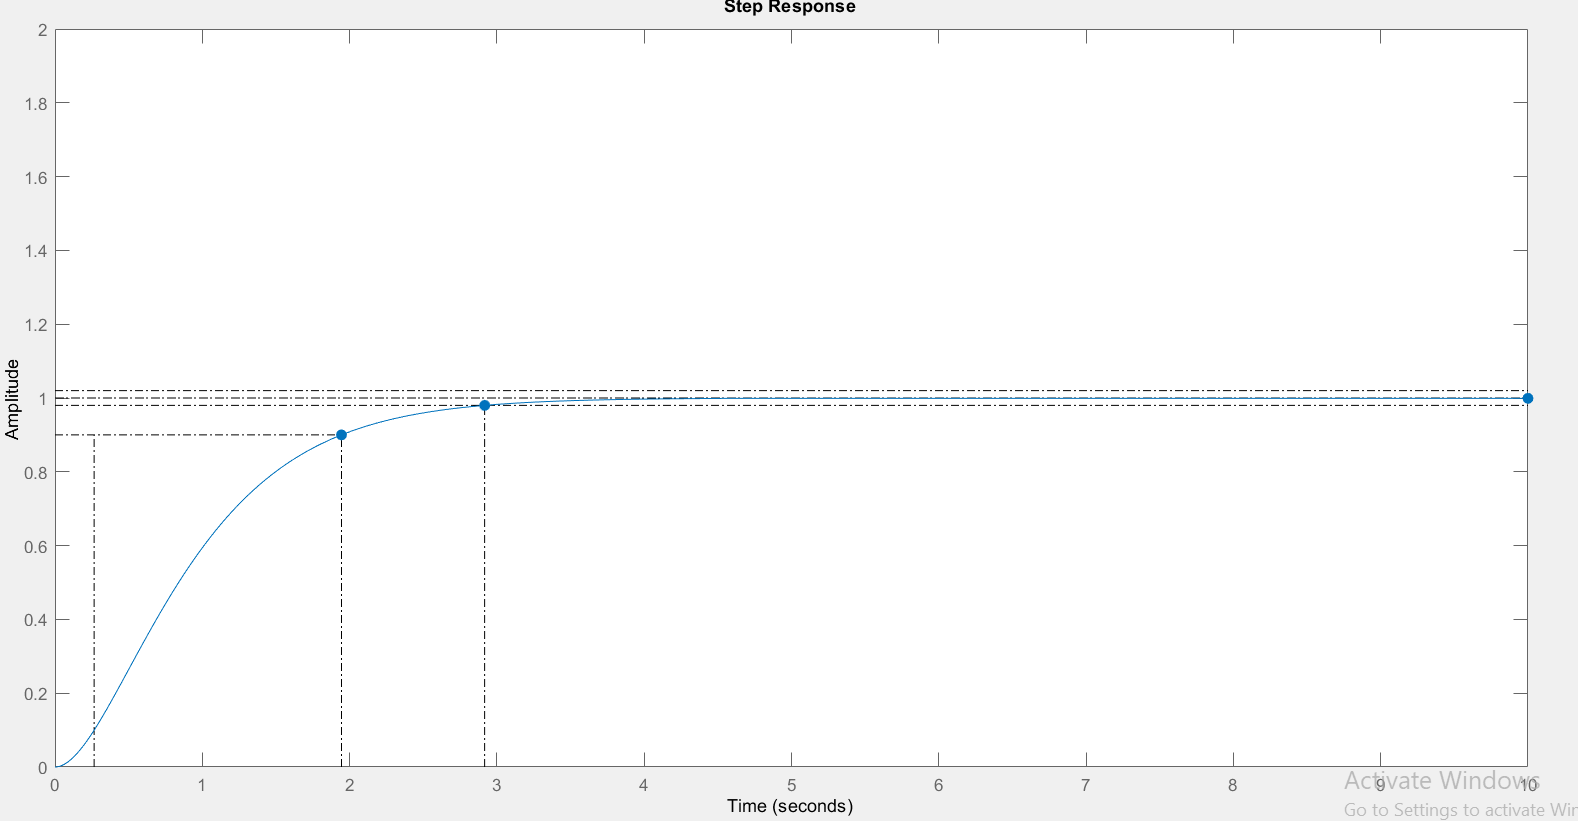 Step Response
2
1.8
1.6
1.4
1.2
1
0.8
0.6
0.4
0.2
0
Amplitude
0 1 2 3 4 5 6 7 8 9 10
Time (seconds)
Activate Windows
Go to Settings to activate Win